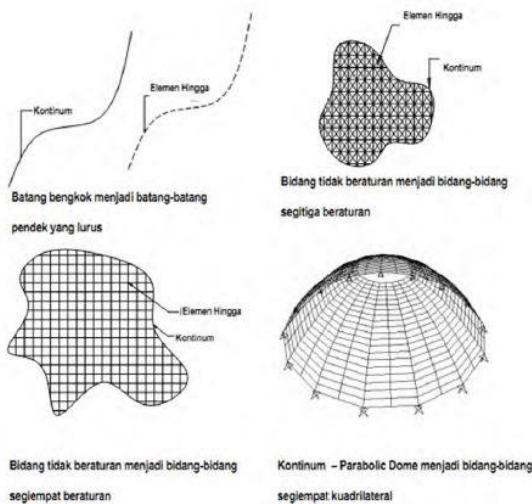 Kontinum
Elemen Hingga
Batang bengkok menjadi batang-batang
pendek yang lurus
Elemen Hingga
Kontinum
Bidang tidak beraturan menjadi bidang-bidang
segitiga beraturan
Elemen Hingga
Kontinum
Bidang tidak beraturan menjadi bidang-bidang
segiempat beraturan
Kontinum – Parabolic Dome menjadi bidang-bidang
segiempat kuadrilateral